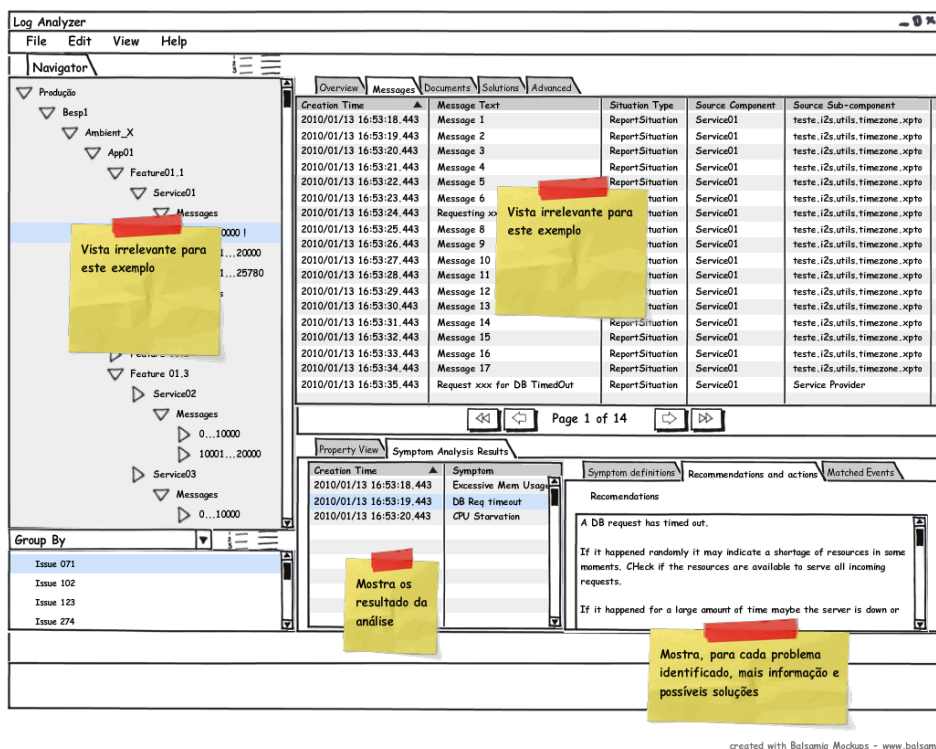 Log Analyzer
File Edit View Help
Navigator
Produção
Besp1
Ambient_X
App01
Feature01.1
Service01
Messages
0000 !
1...20000
1...25780
s
Feature 01.3
Service02
Messages
0...10000
10001...20000
Service03
Messages
0...10000
Vista irrelevante para
este exemplo
Group By
Issue 071
Issue 102
Issue 123
Issue 274
Overview Messages Documents Solutions Advanced
Creation Time Message Text Situation Type Source Component Source Sub-component
2010/01/13 16:53:18.443 Message 1 ReportSituation Service01 teste.i2s.utils.timezone.xpto
2010/01/13 16:53:19.443 Message 2 ReportSituation Service01 teste.i2s.utils.timezone.xpto
2010/01/13 16:53:20.443 Message 3 ReportSituation Service01 teste.i2s.utils.timezone.xpto
2010/01/13 16:53:21.443 Message 4 ReportSituation Service01 teste.i2s.utils.timezone.xpto
2010/01/13 16:53:22.443 Message 5 ReportSituation Service01 teste.i2s.utils.timezone.xpto
2010/01/13 16:53:23.443 Message 6 tuation Service01 teste.i2s.utils.timezone.xpto
2010/01/13 16:53:24.443 Requesting xx tuation Service01 teste.i2s.utils.timezone.xpto
2010/01/13 16:53:25.443 Message 8 tuation Service01 teste.i2s.utils.timezone.xpto
2010/01/13 16:53:26.443 Message 9 tuation Service01 teste.i2s.utils.timezone.xpto
2010/01/13 16:53:27.443 Message 10 tuation Service01 teste.i2s.utils.timezone.xpto
2010/01/13 16:53:28.443 Message 11 tuation Service01 teste.i2s.utils.timezone.xpto
2010/01/13 16:53:29.443 Message 12 tuation Service01 teste.i2s.utils.timezone.xpto
2010/01/13 16:53:30.443 Message 13 tuation Service01 teste.i2s.utils.timezone.xpto
2010/01/13 16:53:31.443 Message 14 ReportSituation Service01 teste.i2s.utils.timezone.xpto
2010/01/13 16:53:32.443 Message 15 ReportSituation Service01 teste.i2s.utils.timezone.xpto
2010/01/13 16:53:33.443 Message 16 ReportSituation Service01 teste.i2s.utils.timezone.xpto
2010/01/13 16:53:34.443 Message 17 ReportSituation Service01 teste.i2s.utils.timezone.xpto
2010/01/13 16:53:35.443 Request xxx for DB TimedOut ReportSituation Service01 Service Provider
Vista irrelevante para
este exemplo
Page 1 of 14
Property View Symptom Analysis Results
Creation Time Symptom
2010/01/13 16:53:18.443 Excessive Mem Usage
2010/01/13 16:53:19.443 DB Req timeout
2010/01/13 16:53:20.443 CPU Starvation
Mostra os
resultado da
análise
Symptom definitions Recommendations and actions Matched Events
Recomendations
A DB request has timed out.
If it happened randomly it may indicate a shortage of resources in some
moments. CHeck if the resources are available to serve all incoming
requests.
If it happened for a large amount of time maybe the server is down or
Mostra, para cada problema
identificado, mais informação e
possíveis soluções
created with Balsamiq Mockups - www.balsam